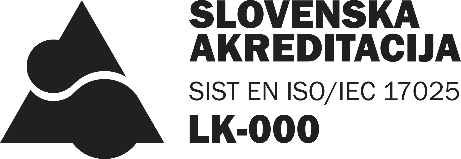 SLOVENSKA
AKREDITACIJA
SIST EN ISO/IEC 17025
LK-000